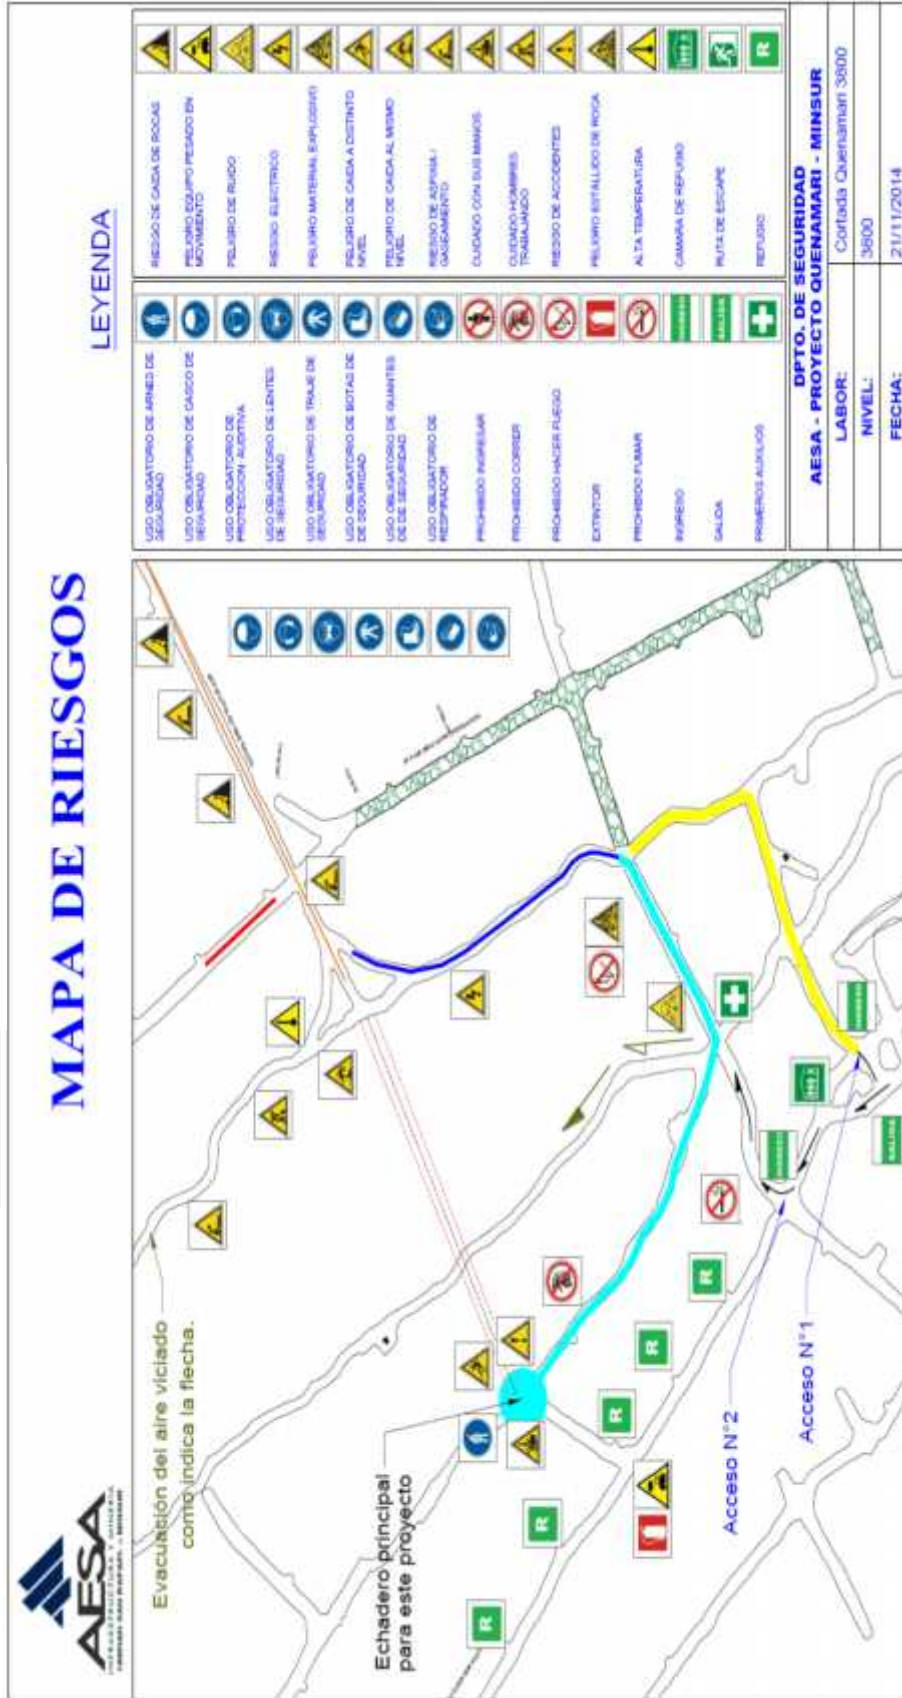 MAPA DE RIESGOS
AESA
INFRAESTRUCTURA Y MINERIA
Evacuación del aire viciado
como indica la flecha.
Echadero principal
para este proyecto
Acceso N°2
Acceso N°1
INGRESO
INGRESO
SALIDA
R
R
R
R
R
LEYENDA
USO OBLIGATORIO DE ARNES DE
SEGURIDAD
USO OBLIGATORIO DE CASCO DE
SEGURIDAD
USO OBLIGATORIO DE
PROTECCION AUDITIVA
USO OBLIGATORIO DE LENTES
DE SEGURIDAD
USO OBLIGATORIO DE TRAJE DE
SEGURIDAD
USO OBLIGATORIO DE BOTAS DE
DE SEGURIDAD
USO OBLIGATORIO DE GUANTES
DE DE SEGURIDAD
USO OBLIGATORIO DE
RESPIRADOR
PROHIBIDO INGRESAR
PROHIBIDO CORRER
PROHIBIDO HACER FUEGO
EXTINTOR
PROHIBIDO FUMAR
INGRESO
INGRESO
SALIDA
SALIDA
PRIMEROS AUXILIOS
RIESGO DE CAIDA DE ROCAS
PELIGRO EQUIPO PESADO EN
MOVIMIENTO
PELIGRO DE RUIDO
RIESGO ELECTRICO
PELIGRO MATERIAL EXPLOSIVO
PELIGRO DE CAIDA A DISTINTO
NIVEL
PELIGRO DE CAIDA AL MISMO
NIVEL
RIESGO DE ASFIXIA /
GASEAMIENTO
CUIDADO CON SUS MANOS
CUIDADO HOMBRES
TRABAJANDO
RIESGO DE ACCIDENTES
PELIGRO ESTALLIDO DE ROCA
ALTA TEMPERATURA
CAMARA DE REFUGIO
RUTA DE ESCAPE
REFUGIO
R
DPTO. DE SEGURIDAD
AESA - PROYECTO QUENAMARI - MINSUR
LABOR: Cortada Quenamari 3800
NIVEL: 3800
FECHA: 21/11/2014